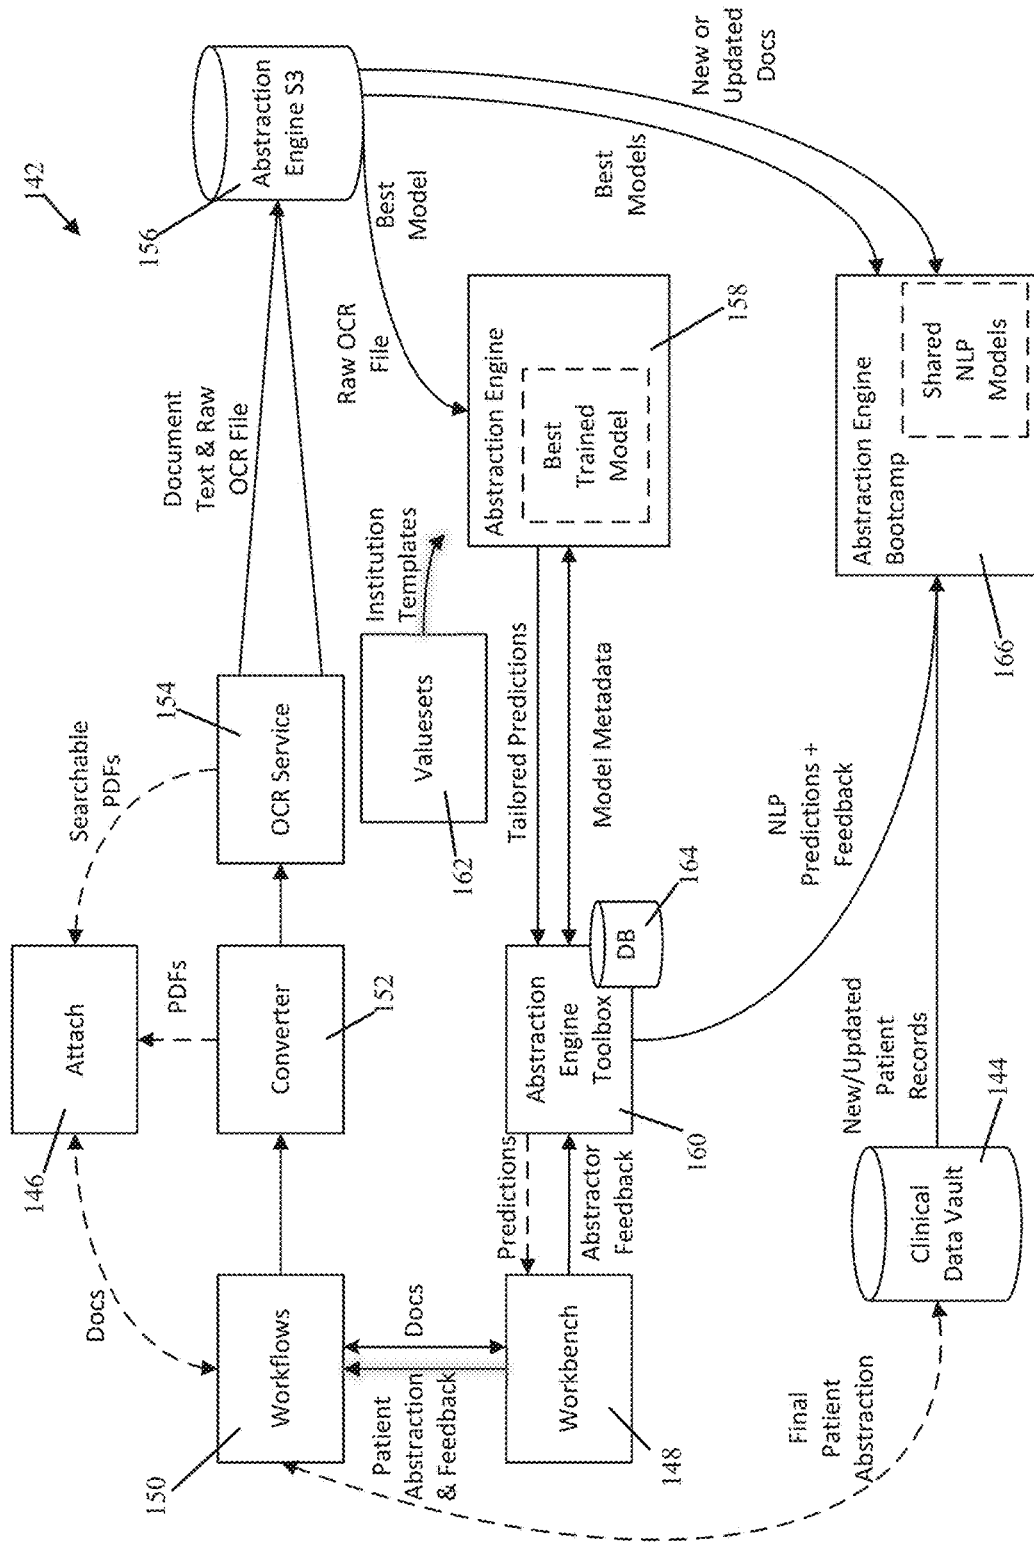 142
146
Attach
Docs
PDFs
Searchable
PDFs
150
Workflows
152
Converter
154
OCR Service
Document
Text & Raw
OCR File
156
Abstraction
Engine S3
Patient
Abstraction
& Feedback
Docs
162
Valuesets
Institution
Templates
Raw OCR
File
Best
Model
148
Workbench
Predictions
Abstractor
Feedback
160
Abstraction
Engine
Toolbox
164
DB
Tailored Predictions
Model Metadata
Abstraction Engine
Best
Trained
Model
158
Best
Models
New or
Updated
Docs
Final
Patient
Abstraction
Clinical
Data Vault
144
New/Updated
Patient
Records
NLP
Predictions +
Feedback
Abstraction Engine
Bootcamp
Shared
NLP
Models
166